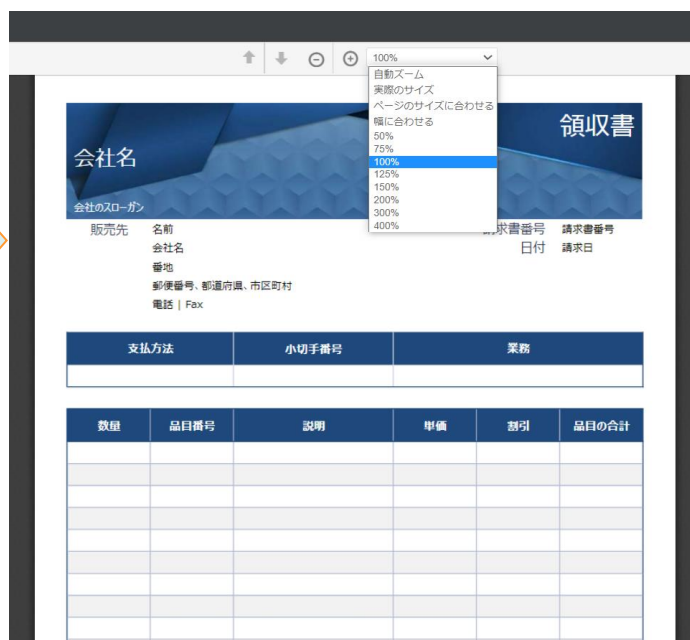 100%
自動ズーム
実際のサイズ
ページのサイズに合わせる
幅に合わせる
50%
75%
100%
125%
150%
200%
300%
400%
領収書
会社名
会社のスローガン
販売先 名前 求書番号 請求書番号
会社名 日付 請求日
番地
郵便番号、都道府県、市区町村
電話 | Fax
支払方法 小切手番号 業務
数量 品目番号 説明 単価 割引 品目の合計